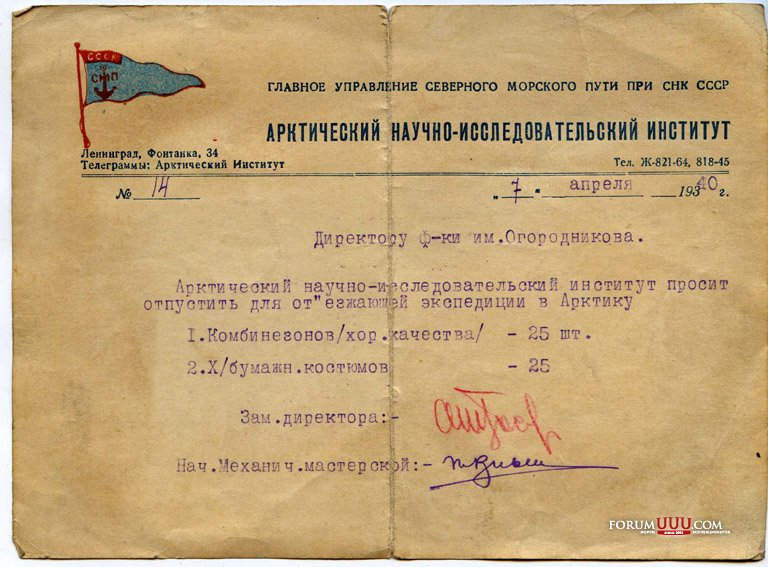 СССР
СМП
ГЛАВНОЕ УПРАВЛЕНИЕ СЕВЕРНОГО МОРСКОГО ПУТИ ПРИ СНК СССР
АРКТИЧЕСКИЙ НАУЧНО-ИССЛЕДОВАТЕЛЬСКИЙ ИНСТИТУТ
Ленинград, Фонтанка, 34
Телеграммы: Арктический Институт
Тел. Ж-821-64, 818-45
№ 14 „7" апреля 1940 г.
Директору ф-ки им.Огородникова.
Арктический научно-исследовательский институт просит
отпустить для от"езжающей экспедиции в Арктику
1.Комбинезонов/хор.качества/ - 25 шт.
2.Х/бумажн.костюмов - 25
Зам.директора:-
Нач.Механич.мастерской:-
FORUMUUU.COM